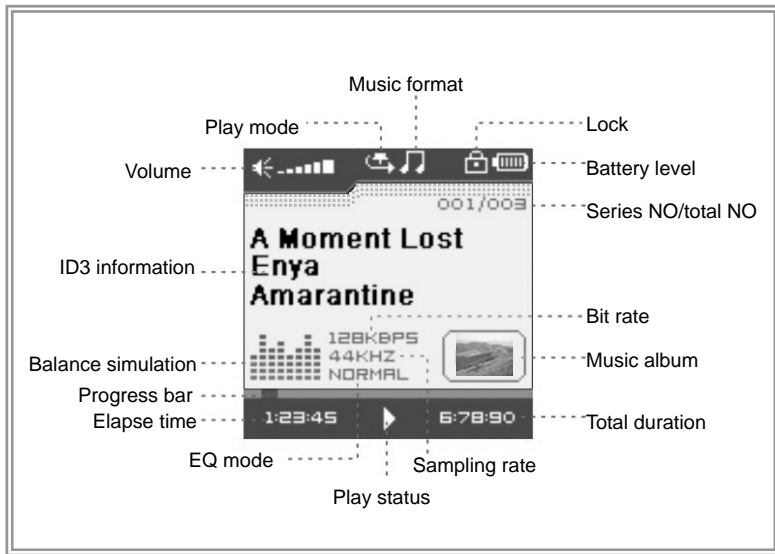 Music format
Play mode
Lock
Volume
Battery level
001/003
Series NO/total NO
A Moment Lost
Enya
Amarantine
ID3 information
Bit rate
128KBPS
44KHZ
NORMAL
Balance simulation
Music album
Progress bar
Elapse time
1:23:45
6:78:90
Total duration
EQ mode
Sampling rate
Play status